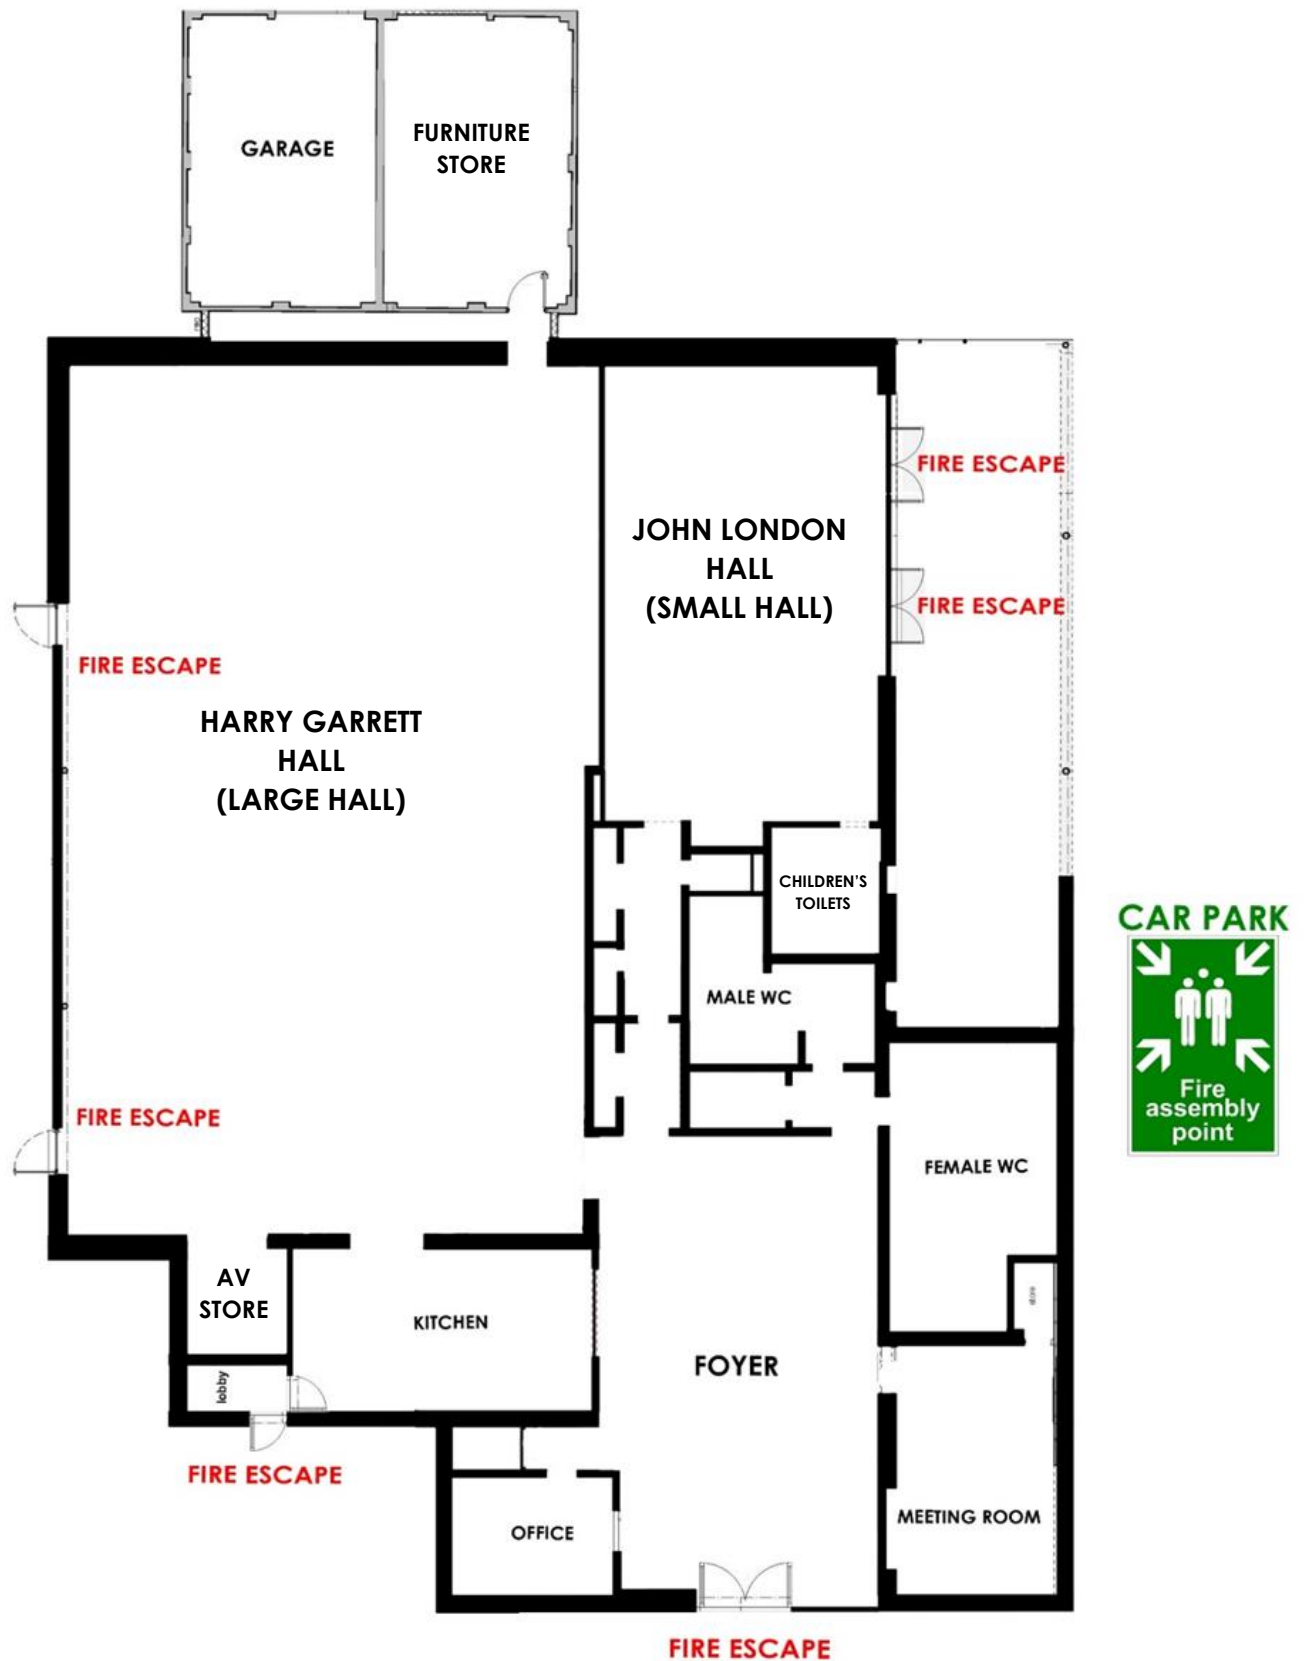 GARAGE
FURNITURE
STORE
FIRE ESCAPE
JOHN LONDON
HALL
(SMALL HALL)
FIRE ESCAPE
FIRE ESCAPE
HARRY GARRETT
HALL
(LARGE HALL)
CHILDREN'S
TOILETS
CAR PARK
MALE WC
Fire
assembly
point
FIRE ESCAPE
FEMALE WC
AV
STORE
store
KITCHEN
FOYER
lobby
FIRE ESCAPE
MEETING ROOM
OFFICE
FIRE ESCAPE